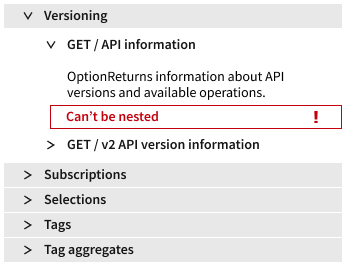 Versioning
GET / API information
OptionReturns information about API
versions and available operations.
Can't be nested !
GET / v2 API version information
Subscriptions
Selections
Tags
Tag aggregates